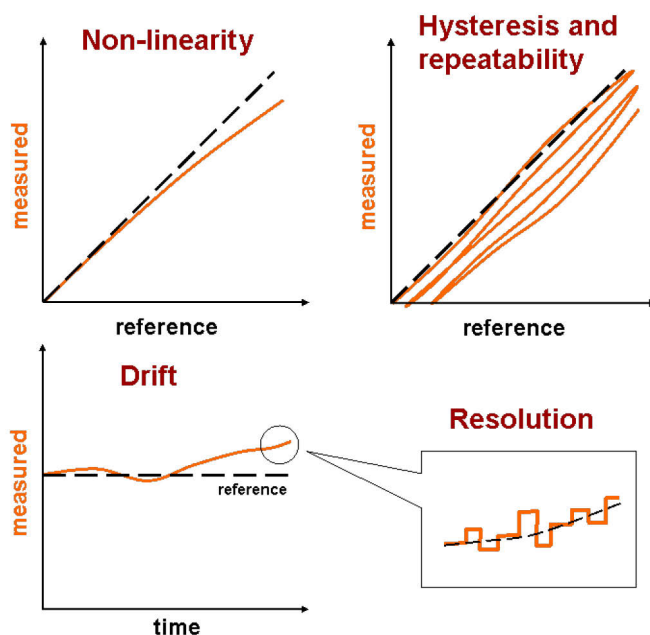 Non-linearity
measured
reference
Hysteresis and
repeatability
measured
reference
Drift
measured
reference
time
Resolution